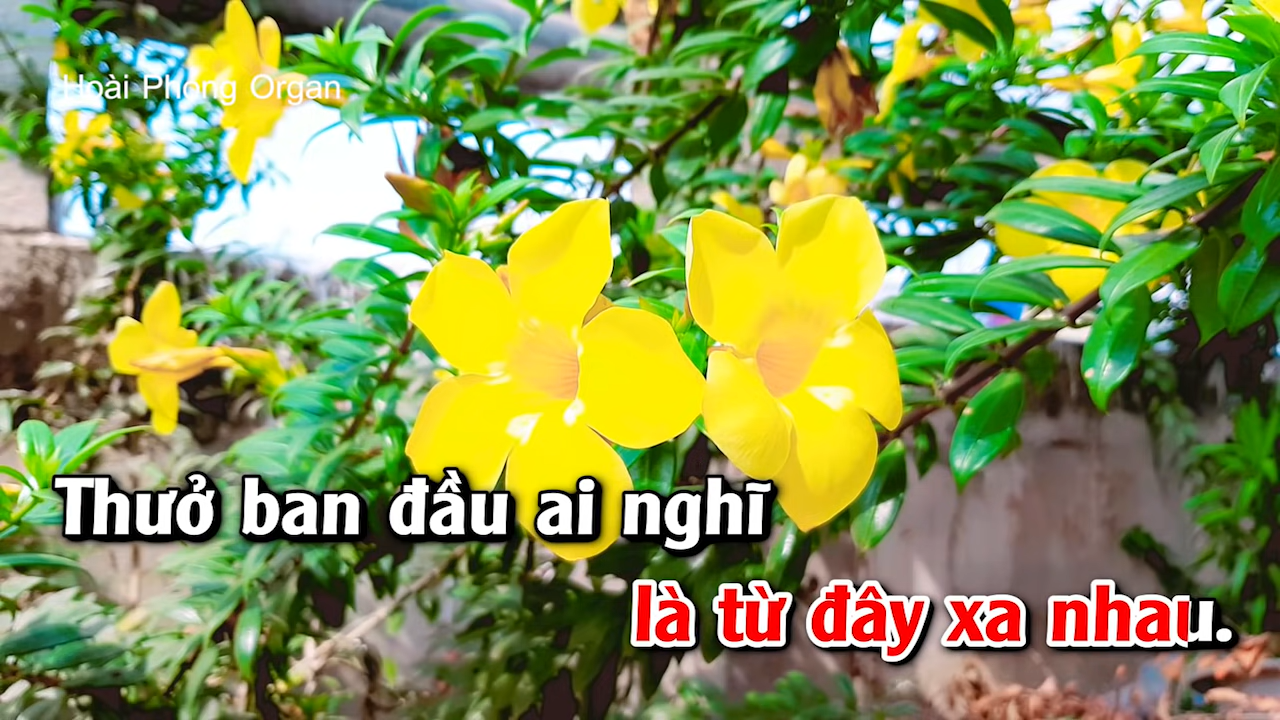 Hoài Phong Organ
Thưở ban đầu ai nghĩ
là từ đây xa nhau.